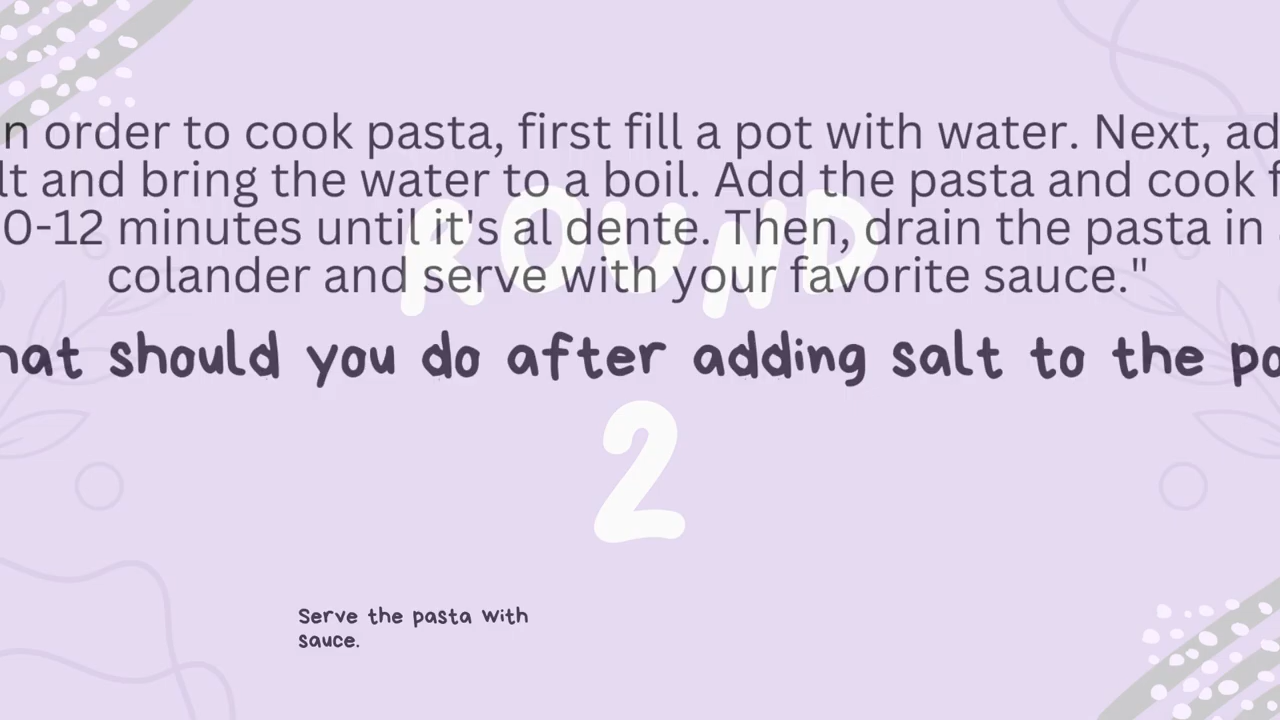 n order to cook pasta, first fill a pot with water. Next, ad
lt and bring the water to a boil. Add the pasta and cook f
0-12 minutes until it's al dente. Then, drain the pasta in
colander and serve with your favorite sauce."
ROUND
hat should you do after adding salt to the po
2
Serve the pasta with
sauce.